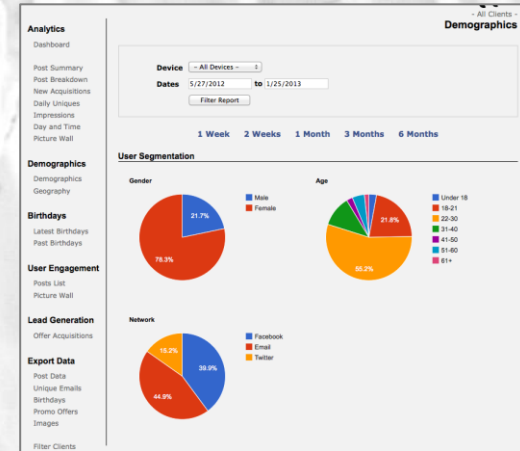 - All Clients -
Demographics
Analytics
Dashboard
Post Summary
Post Breakdown
New Acquisitions
Daily Uniques
Impressions
Day and Time
Picture Wall
Demographics
Demographics
Geography
Birthdays
Latest Birthdays
Past Birthdays
User Engagement
Posts List
Picture Wall
Lead Generation
Offer Acquisitions
Export Data
Post Data
Unique Emails
Birthdays
Promo Offers
Images
Filter Clients
Device - All Devices -
Dates 5/27/2012 to 1/25/2013
Filter Report
1 Week 2 Weeks 1 Month 3 Months 6 Months
User Segmentation
Gender
21.7%
78.3%
Male
Female
Age
21.8%
55.2%
Under 18
18-21
22-30
31-40
41-50
51-60
61+
Network
15.2%
39.9%
44.9%
Facebook
Email
Twitter